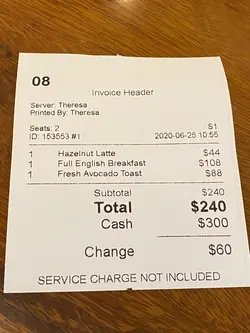 08
Invoice Header
Server: Theresa
Printed By: Theresa
Seats: 2 S1
ID: 153553 #1 2020-06-25 10:55
1 Hazelnut Latte $44
1 Full English Breakfast $108
1 Fresh Avocado Toast $88
Subtotal $240
Total $240
Cash $300
Change $60
SERVICE CHARGE NOT INCLUDED